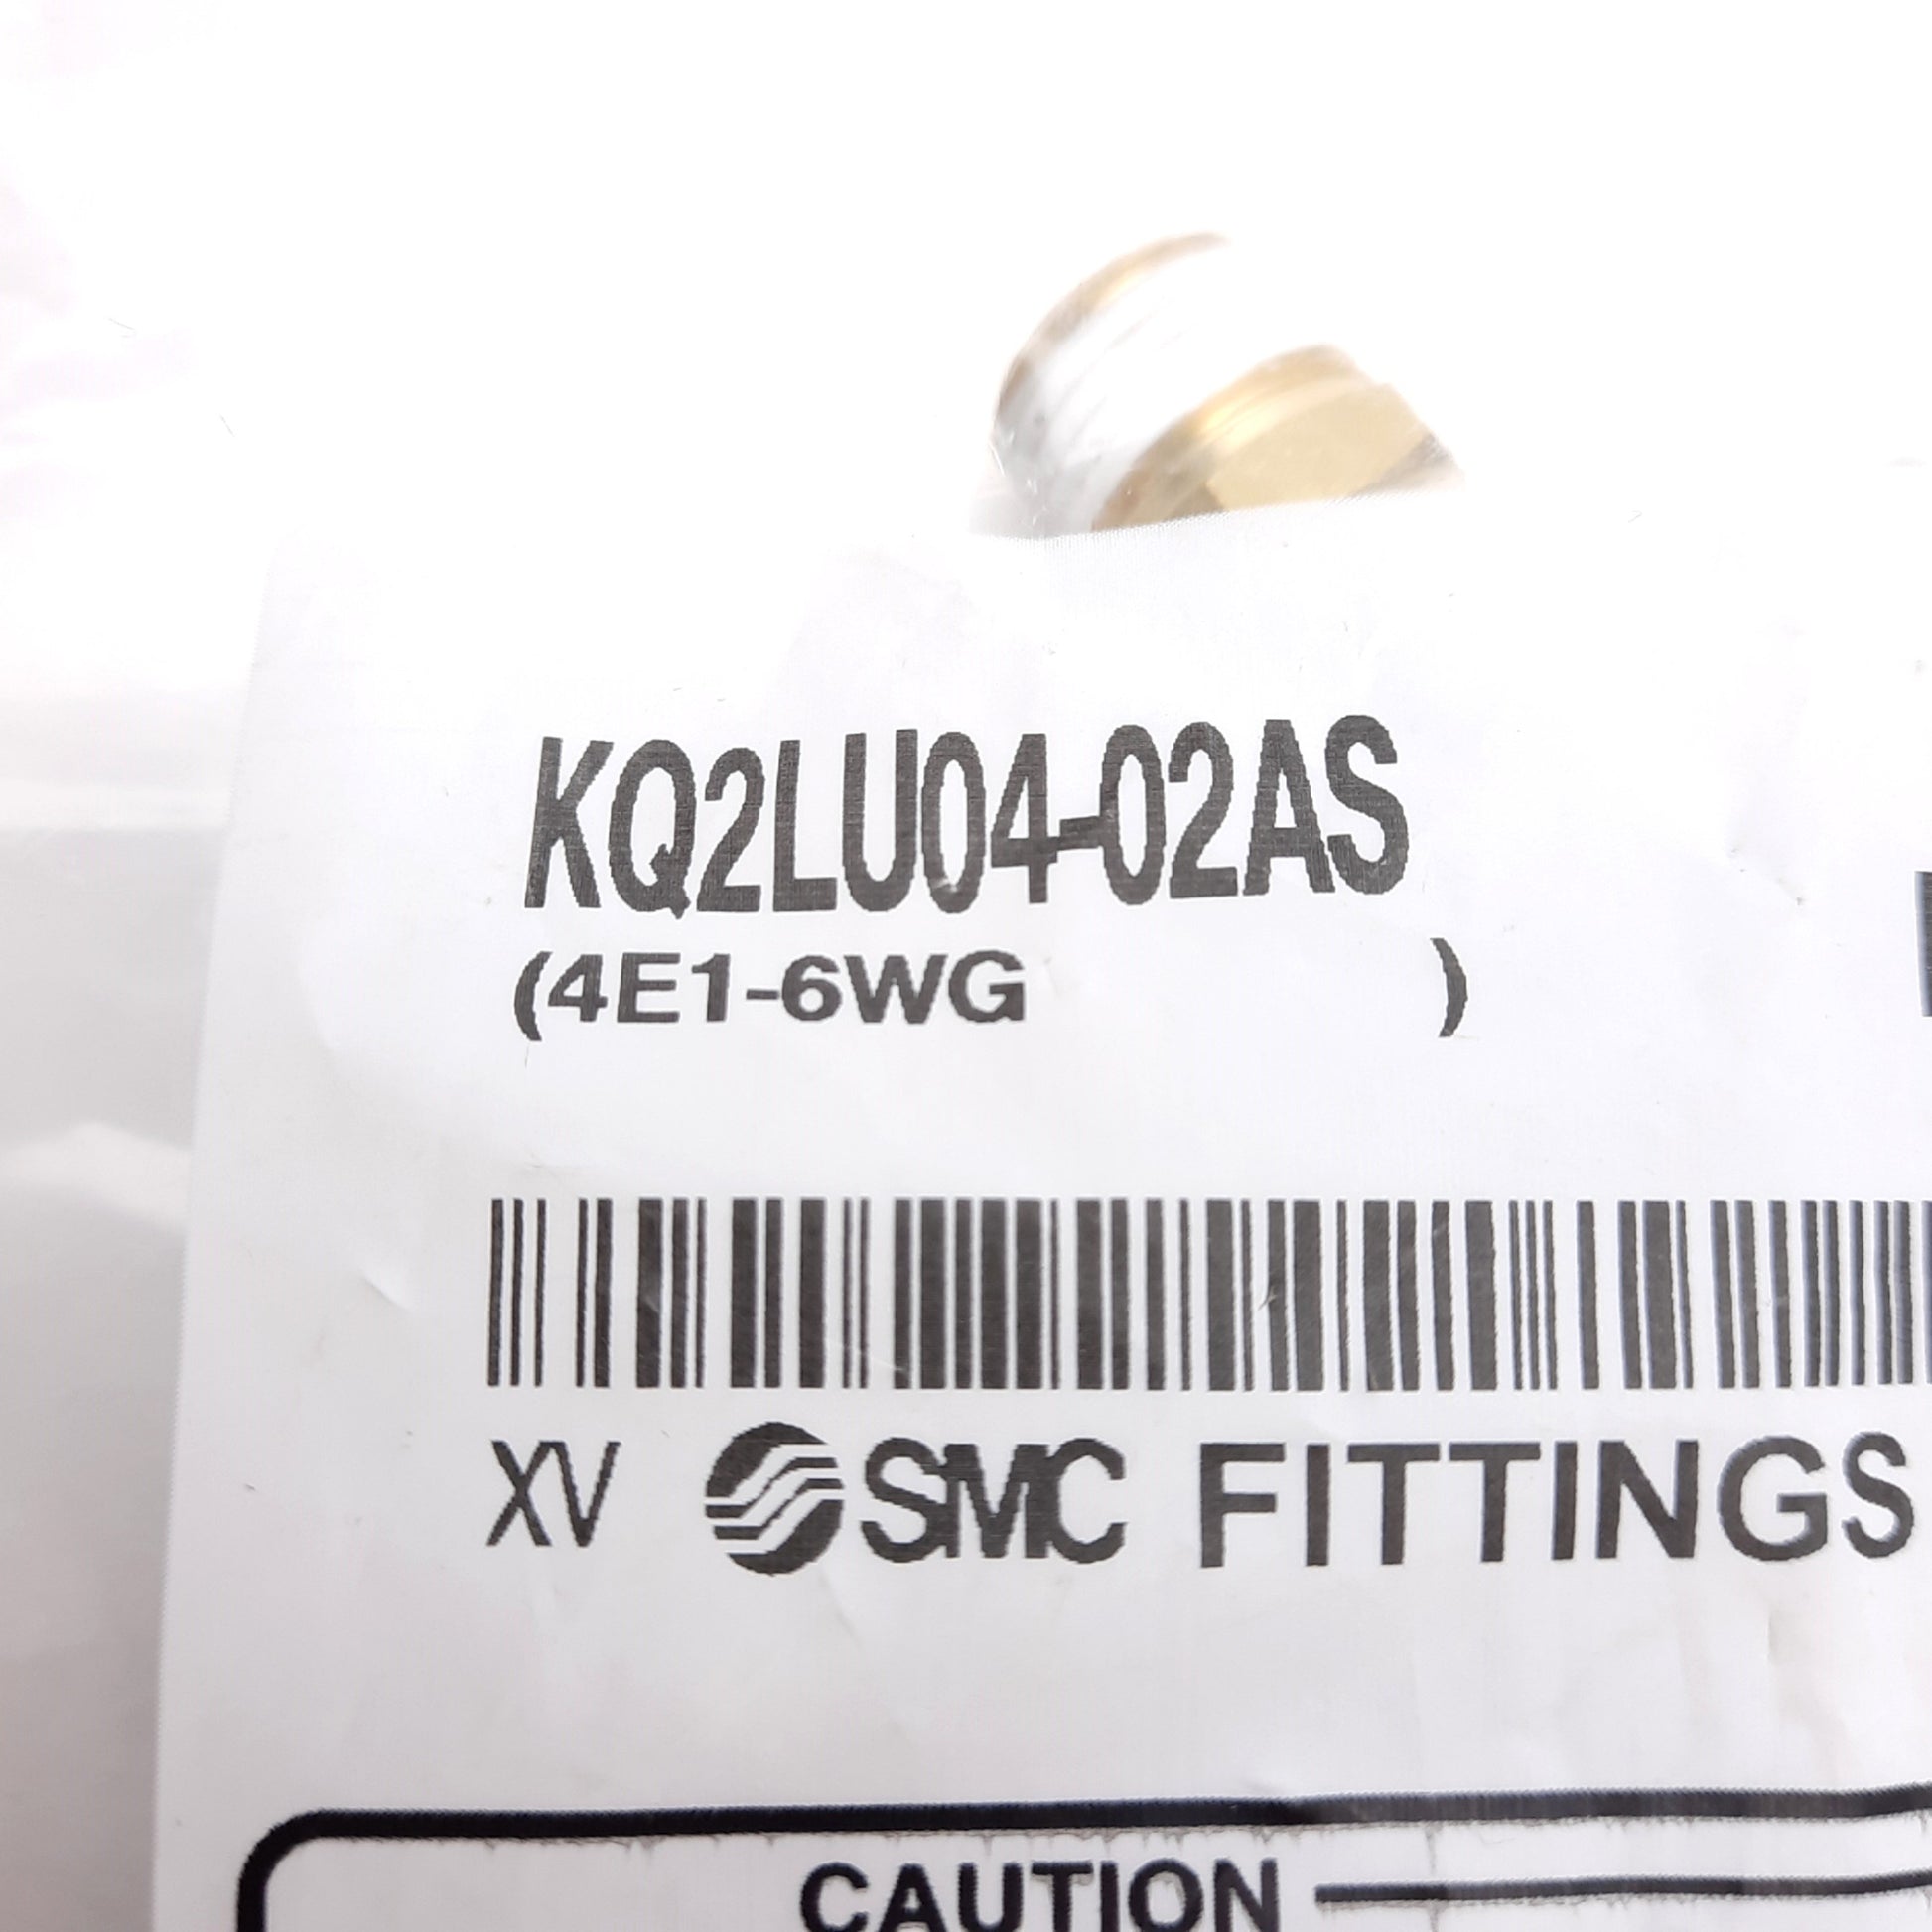 KQ2LU04-02AS
(4E1-6WG )
XV SMC FITTINGS
CAUTION